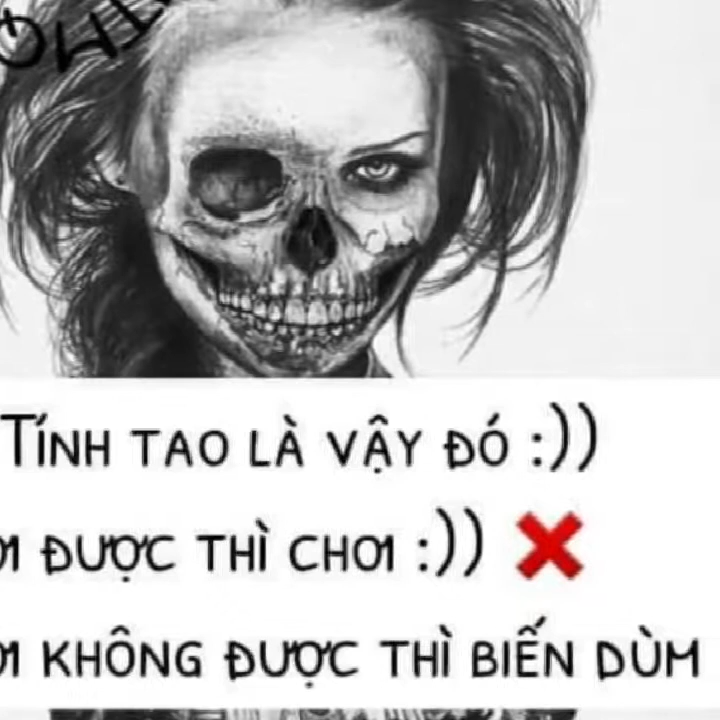 TÍNH TAO LÀ VẬY ĐÓ :))
ĐƯỢC THÌ CHƠI :)) ❌
KHÔNG ĐƯỢC THÌ BIẾN DÙM